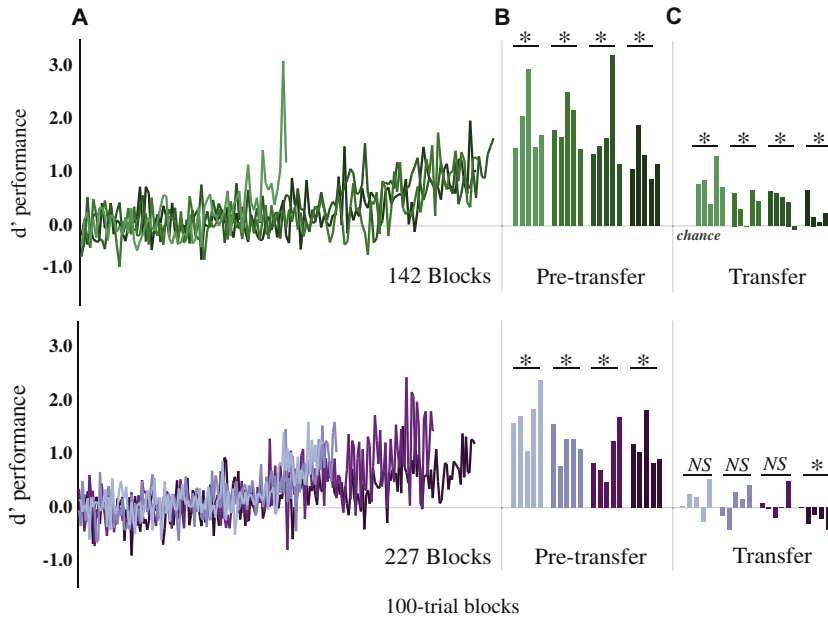 A B C
d' performance
3.0
2.0
1.0
0.0
-1.0
* * * *
* * * *
chance
142 Blocks Pre-transfer Transfer
d' performance
3.0
2.0
1.0
0.0
-1.0
* * * *
NS NS NS *
227 Blocks Pre-transfer Transfer
100-trial blocks